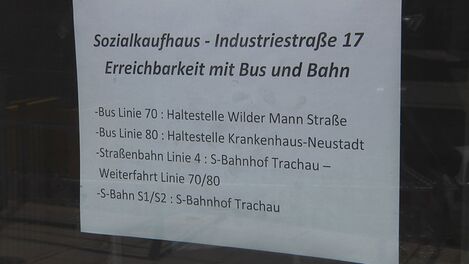 Sozialkaufhaus - Industriestraße 17
Erreichbarkeit mit Bus und Bahn
-Bus Linie 70 : Haltestelle Wilder Mann Straße
-Bus Linie 80 : Haltestelle Krankenhaus-Neustadt
-Straßenbahn Linie 4 : S-Bahnhof Trachau –
Weiterfahrt Linie 70/80
-S-Bahn S1/S2 : S-Bahnhof Trachau